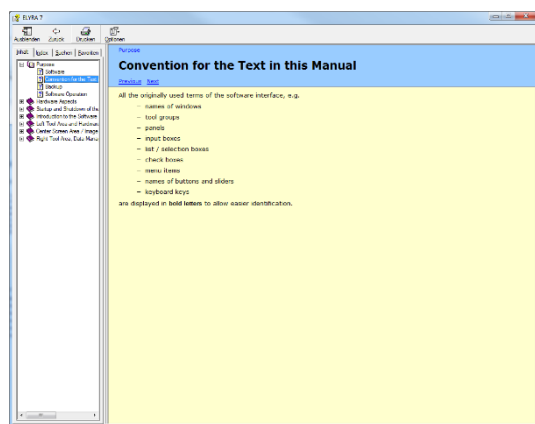 ELYRA 7
Ausblenden Zurück Drucken Optionen
Inhalt Index Suchen Favoriten
Purpose
Software
Convention for the Text
Backup
Software Operation
Hardware Aspects
Startup and Shutdown of the
Introduction to the Software
Left Tool Area and Hardwar
Center Screen Area / Image
Right Tool Area, Data Mana
Purpose
Convention for the Text in this Manual
Previous Next
All the originally used terms of the software interface, e.g.
– names of windows
– tool groups
– panels
– input boxes
– list / selection boxes
– check boxes
– menu items
– names of buttons and sliders
– keyboard keys
are displayed in bold letters to allow easier identification.